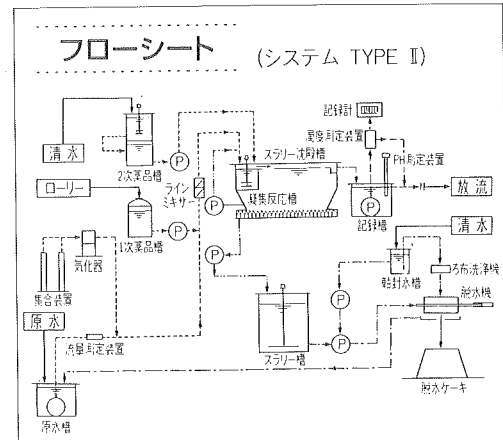 フローシート
(システム TYPE Ⅱ)
記録計
濁度測定装置
清水
2次薬品槽
P
スラリー沈殿槽
PH測定装置
ローリー
ライン
ミキサー
凝集反応槽
P
P
記録槽
放流
P
1次薬品槽
清水
気化器
P
ろ布洗浄機
集合装置
軸封水槽
脱水機
原水
P
流量測定装置
スラリー槽
P
原水槽
脱水ケーキ